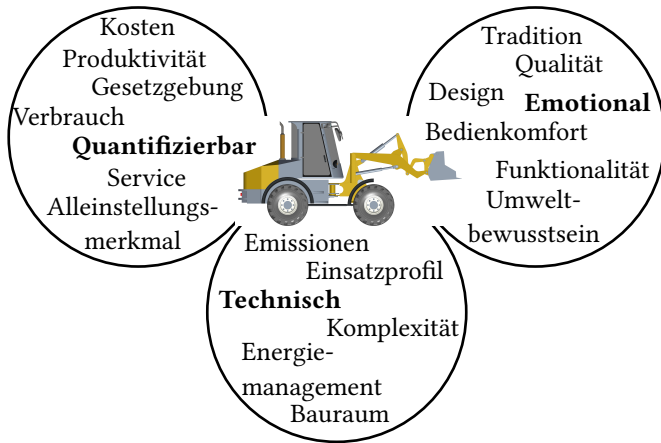 Kosten
Produktivität
Gesetzgebung
Verbrauch
Quantifizierbar
Service
Alleinstellungs-
merkmal
Tradition
Qualität
Design
Emotional
Bedienkomfort
Funktionalität
Umwelt-
bewusstsein
Emissionen
Einsatzprofil
Technisch
Komplexität
Energie-
management
Bauraum